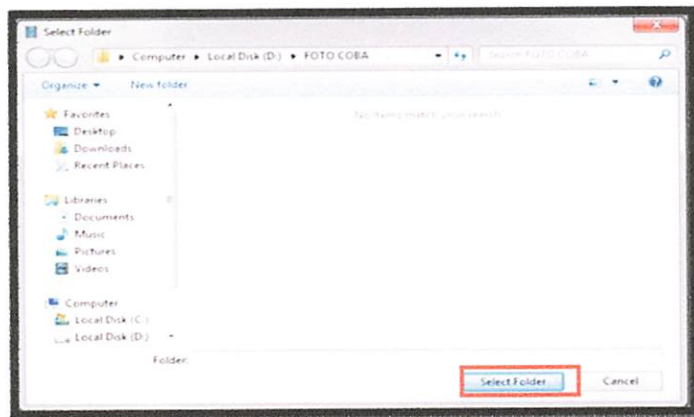 Select Folder
Computer ▸ Local Disk (D:) ▸ FOTO COBA
Search FOTO COBA
Organize
New folder
No items match your search.
Favorites
Desktop
Downloads
Recent Places
Libraries
Documents
Music
Pictures
Videos
Computer
Local Disk (C:)
Local Disk (D:)
Folder:
Select Folder
Cancel